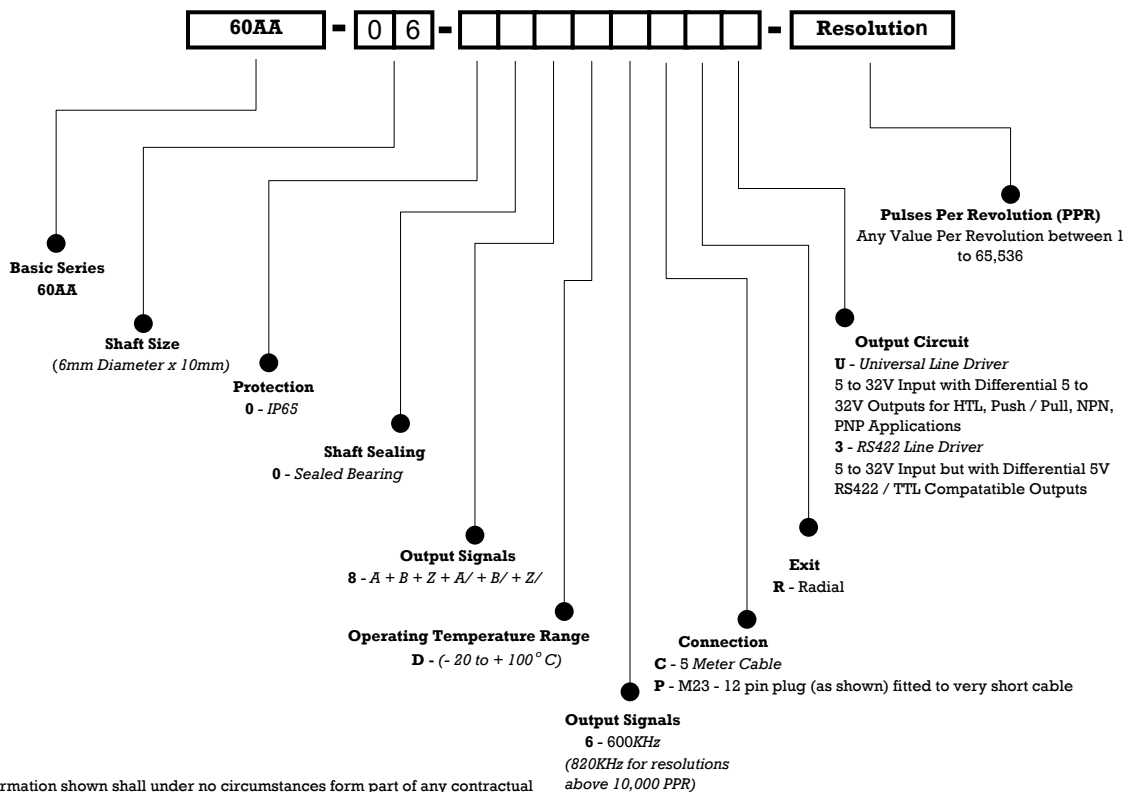 60AA - 0 6 - - Resolution
Pulses Per Revolution (PPR)
Any Value Per Revolution between 1
to 65,536
Basic Series
60AA
Shaft Size
(6mm Diameter x 10mm)
Protection
0 - IP65
Shaft Sealing
0 - Sealed Bearing
Output Signals
8 - A + B + Z + A/ + B/ + Z/
Operating Temperature Range
D - (- 20 to + 100° C)
Output Signals
6 - 600KHz
(820KHz for resolutions
above 10,000 PPR)
Connection
C - 5 Meter Cable
P - M23 - 12 pin plug (as shown) fitted to very short cable
Exit
R - Radial
Output Circuit
U - Universal Line Driver
5 to 32V Input with Differential 5 to
32V Outputs for HTL, Push / Pull, NPN,
PNP Applications
3 - RS422 Line Driver
5 to 32V Input but with Differential 5V
RS422 / TTL Compatatible Outputs
rmation shown shall under no circumstances form part of any contractual